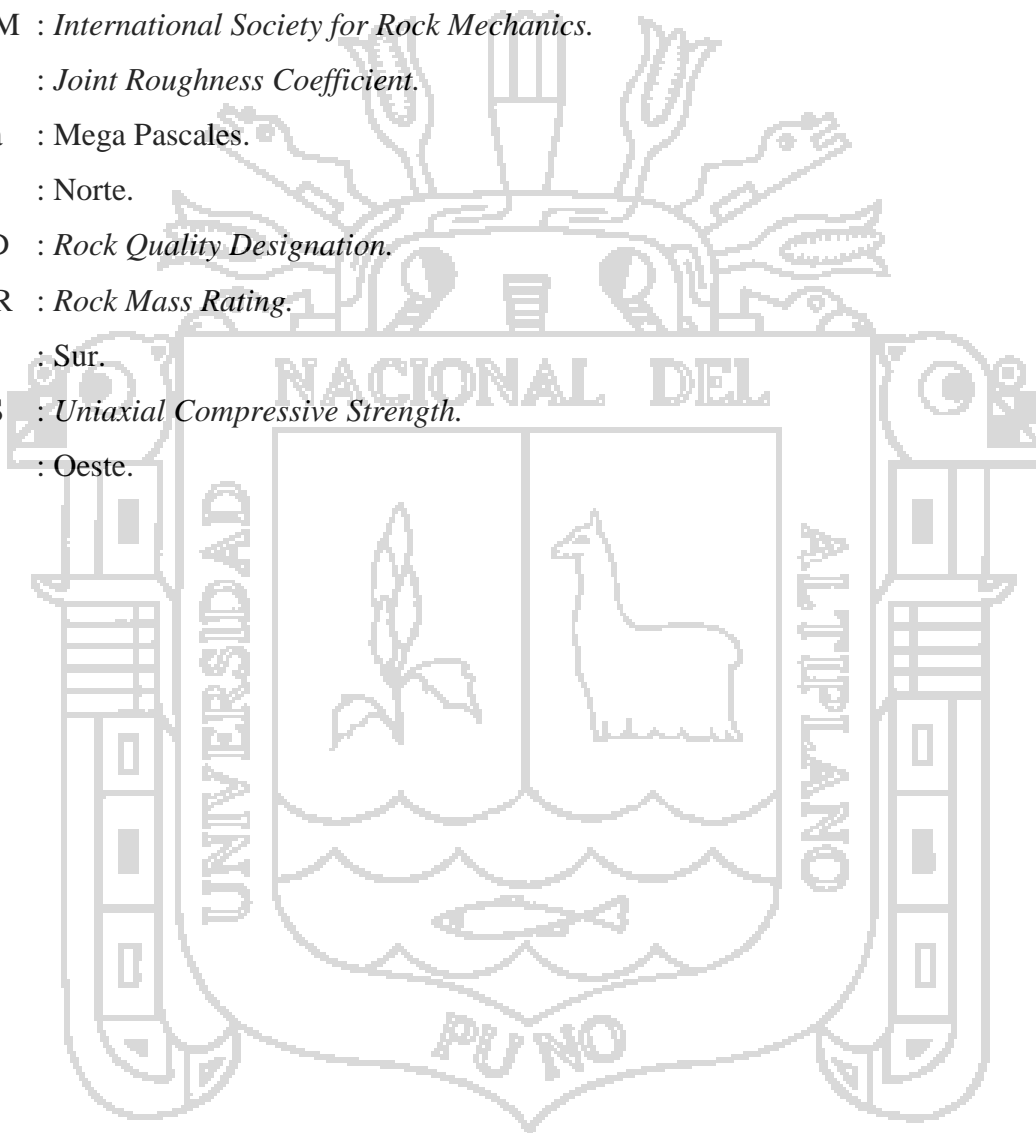 M : International Society for Rock Mechanics.
: Joint Roughness Coefficient.
: Mega Pascales.
: Norte.
D : Rock Quality Designation.
R : Rock Mass Rating.
: Sur.
S : Uniaxial Compressive Strength.
: Oeste.
NACIONAL DEL
UNIVERSIDAD
ALTIPLANO
PUNO